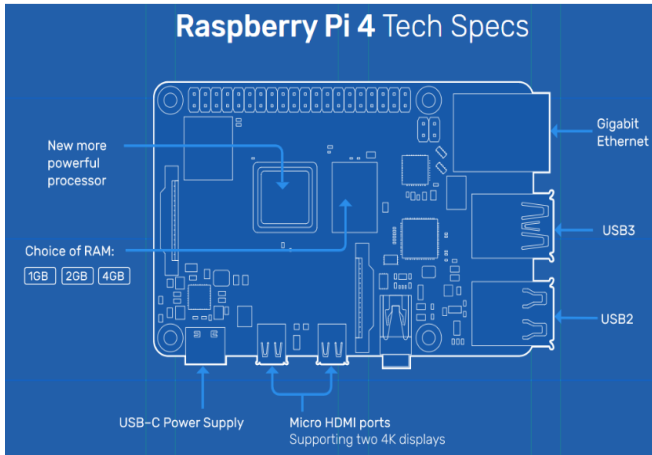 Raspberry Pi 4 Tech Specs
New more
powerful
processor
Choice of RAM:
1GB 2GB 4GB
Gigabit
Ethernet
USB3
USB2
USB-C Power Supply
Micro HDMI ports
Supporting two 4K displays